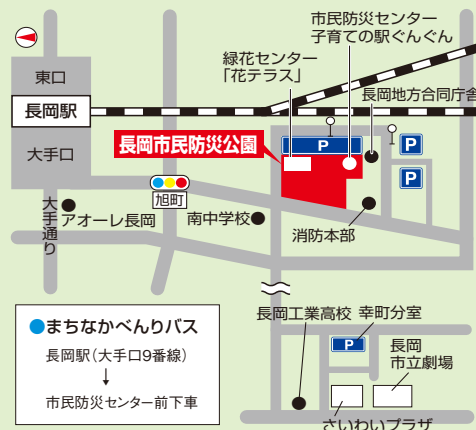 市民防災センター
子育ての駅ぐんぐん
緑花センター
「花テラス」
長岡地方合同庁舎
東口
長岡駅
大手口
P
長岡市民防災公園
P
P
旭町
大手通り
アオーレ長岡
南中学校
消防本部
●まちなかべんりバス
長岡駅(大手口9番線)
↓
市民防災センター前下車
長岡工業高校
幸町分室
P
長岡
市立劇場
さいわいプラザ